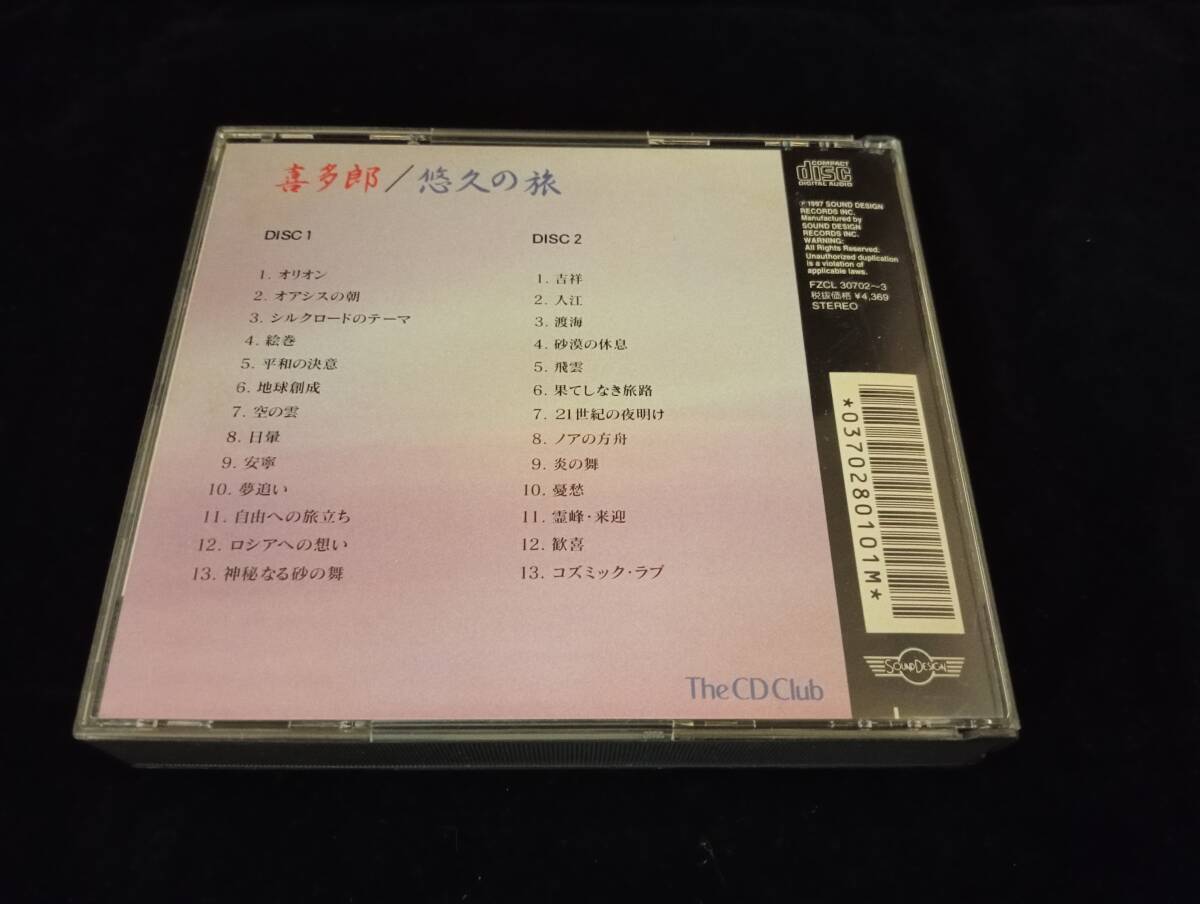 喜多郎/悠久の旅
DISC 1
1. オリオン
2. オアシスの朝
3. シルクロードのテーマ
4. 絵巻
5. 平和の決意
6. 地球創成
7. 空の雲
8. 日暈
9. 安寧
10. 夢追い
11. 自由への旅立ち
12. ロシアへの想い
13. 神秘なる砂の舞
DISC 2
1. 吉祥
2. 入江
3. 渡海
4. 砂漠の休息
5. 飛雲
6. 果てしなき旅路
7. 21世紀の夜明け
8. ノアの方舟
9. 炎の舞
10. 憂愁
11. 霊峰・来迎
12. 歓喜
13. コズミック・ラブ
The CD Club
COMPACT
disc
DIGITAL AUDIO
℗1997 SOUND DESIGN
RECORDS INC.
Manufactured by
SOUND DESIGN
RECORDS INC.
WARNING:
All Rights Reserved.
Unauthorized duplication
is a violation of
applicable laws.
FZCL 30702〜3
税抜価格 ¥4,369
STEREO
*0370280101M*
SOUND DESIGN